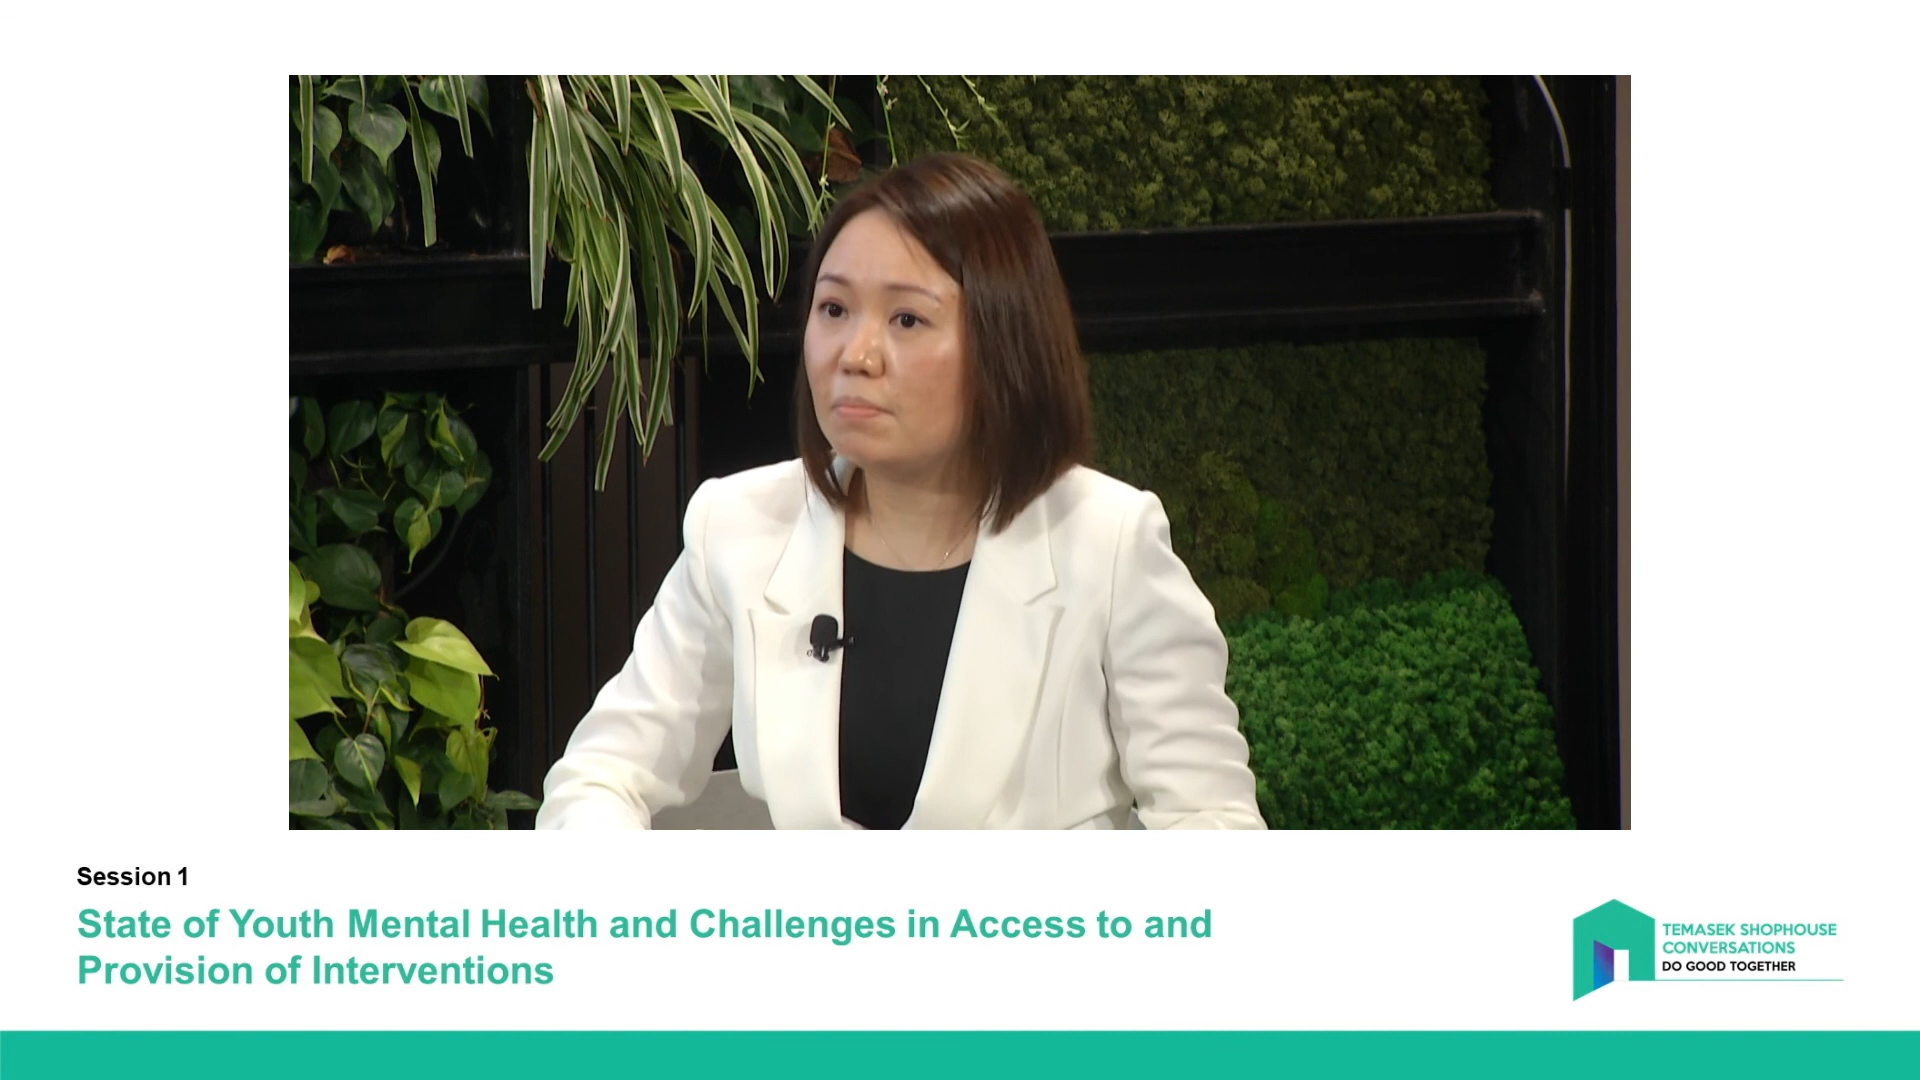 Session 1
State of Youth Mental Health and Challenges in Access to and
Provision of Interventions
TEMASEK SHOPHOUSE
CONVERSATIONS
DO GOOD TOGETHER